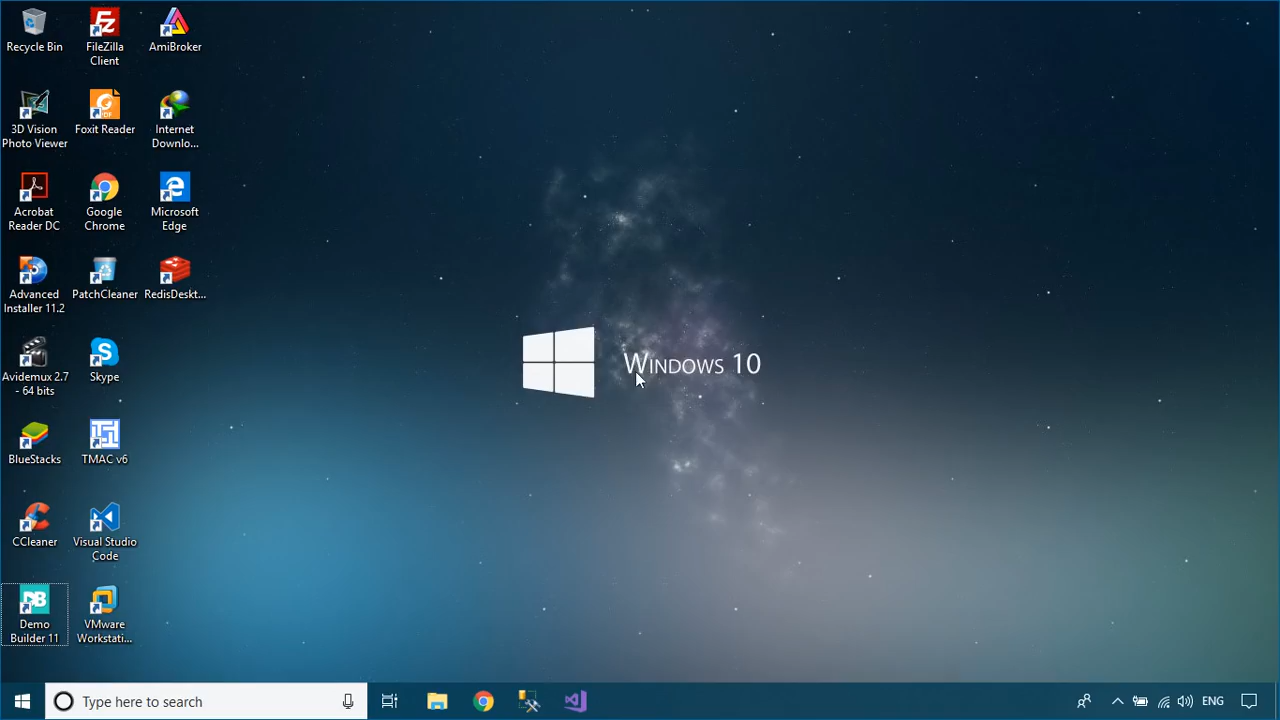 Recycle Bin
FileZilla
Client
AmiBroker
3D Vision
Photo Viewer
Foxit Reader
Internet
Downlo...
Acrobat
Reader DC
Google
Chrome
Microsoft
Edge
Advanced
Installer 11.2
PatchCleaner
RedisDeskt...
Avidemux 2.7
- 64 bits
Skype
BlueStacks
TMAC v6
CCleaner
Visual Studio
Code
Demo
Builder 11
VMware
Workstati...
Windows 10
Type here to search
ENG